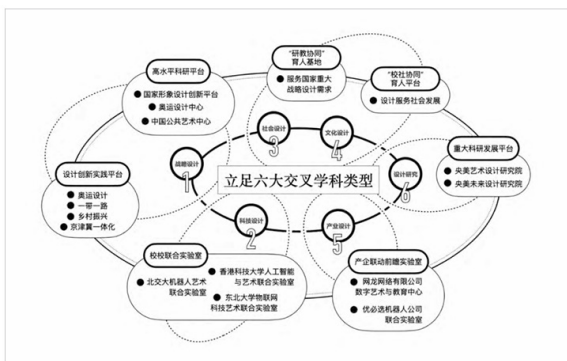 "研教协同"
育人基地
● 服务国家重大
战略设计需求
高水平科研平台
● 国家形象设计创新平台
● 奥运设计中心
● 中国公共艺术中心
"校社协同"
育人平台
● 设计服务社会发展
社会设计
3
文化设计
4
重大科研发展平台
● 央美艺术设计研究院
● 央美未来设计研究院
战略设计
1
设计研究
6
立足六大交叉学科类型
设计创新实践平台
● 奥运设计
● 一带一路
● 乡村振兴
● 京津冀一体化
科技设计
2
产业设计
5
校校联合实验室
● 北交大机器人艺术
联合实验室
● 香港科技大学人工智能
与艺术联合实验室
● 东北大学物联网
科技艺术联合实验室
产企联动前瞻实验室
● 网龙网络有限公司
数字艺术与教育中心
● 优必选机器人公司
联合实验室